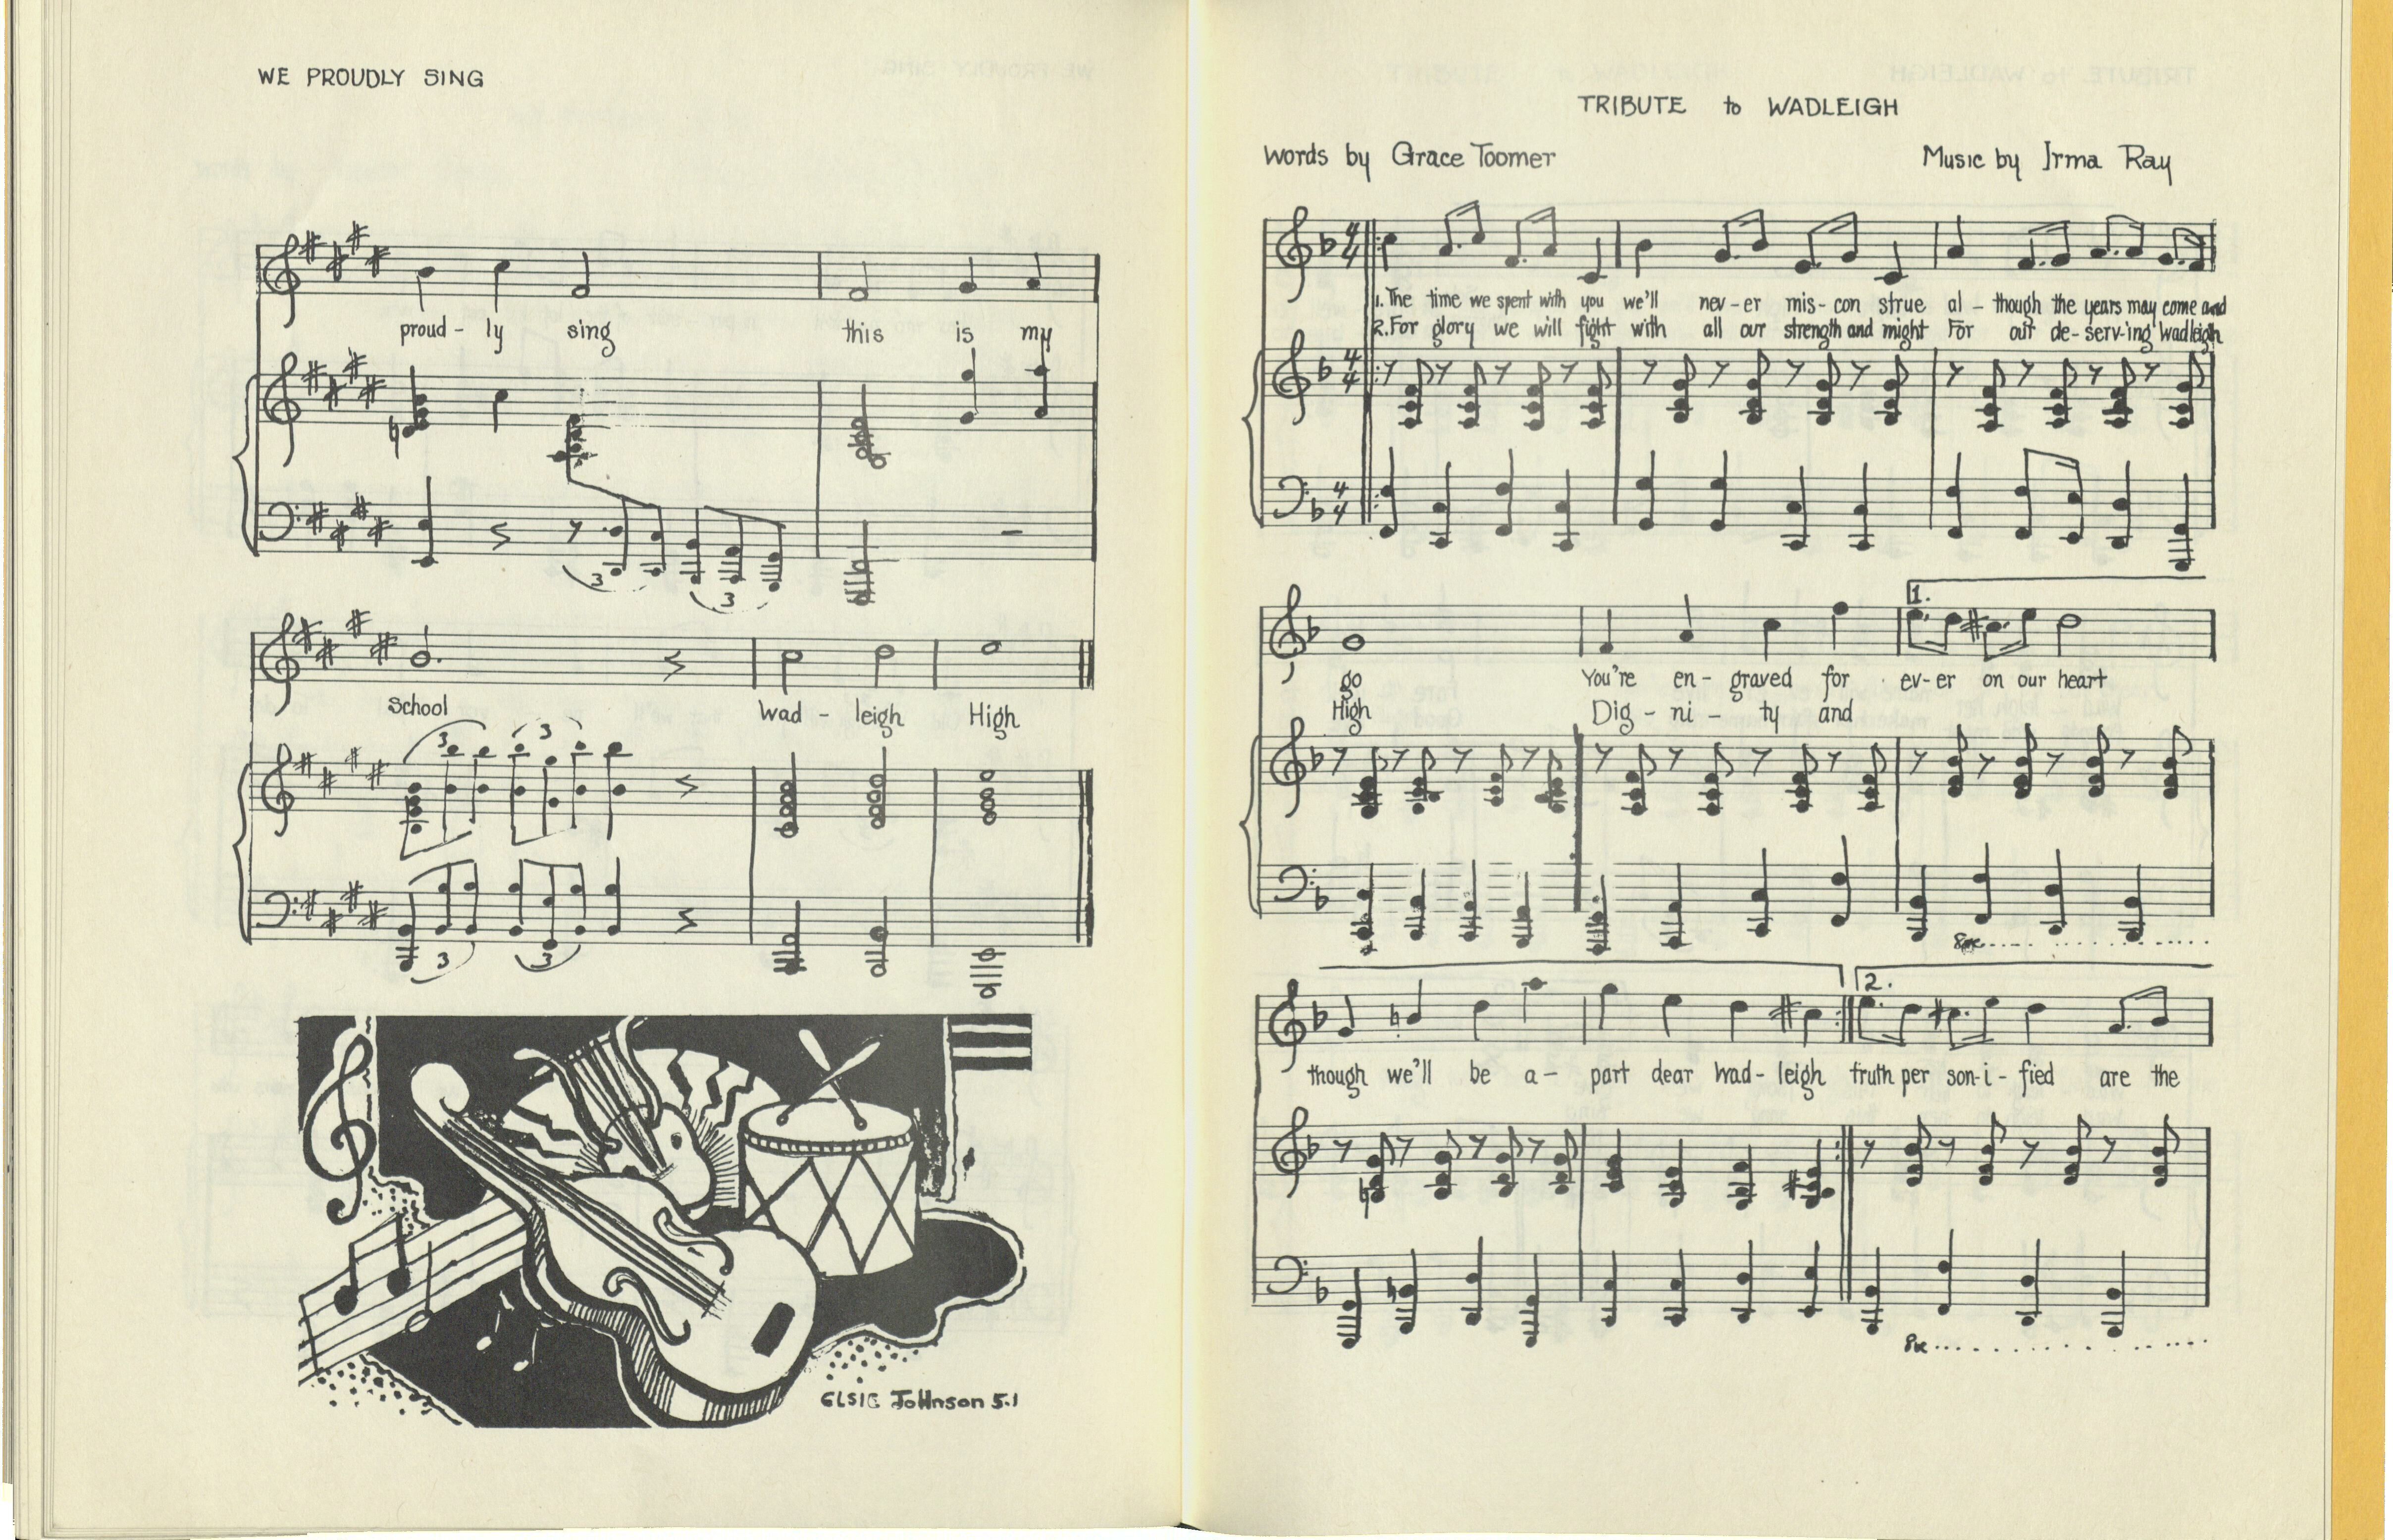 WE PROUDLY SING
proud - ly sing this is my
School Wad - leigh High
ELSIE JoHnson 5.1
TRIBUTE to WADLEIGH
Words by Grace Toomer
Music by Irma Ray
1. The time we spent with you we'll nev - er mis - con strue al - though the years may come and
2. For glory we will fight with all our strength and might For our de - serv - ing Wadleigh
1.
go You're en - graved for ev - er on our heart
High Dig - ni - ty and
2.
though we'll be a - part dear Wad - leigh truth per son - i - fied are the